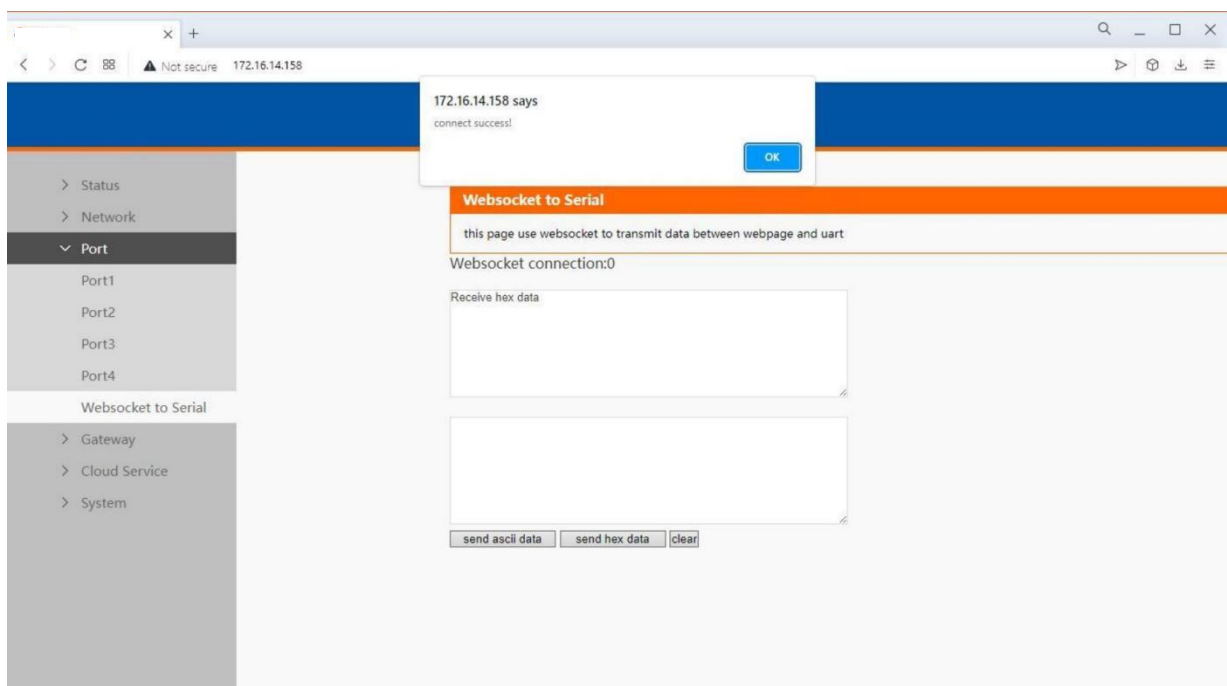 Not secure 172.16.14.158
172.16.14.158 says
connect success!
OK
Status
Network
Port
Port1
Port2
Port3
Port4
Websocket to Serial
Gateway
Cloud Service
System
Websocket to Serial
this page use websocket to transmit data between webpage and uart
Websocket connection:0
Receive hex data
send ascii data send hex data clear